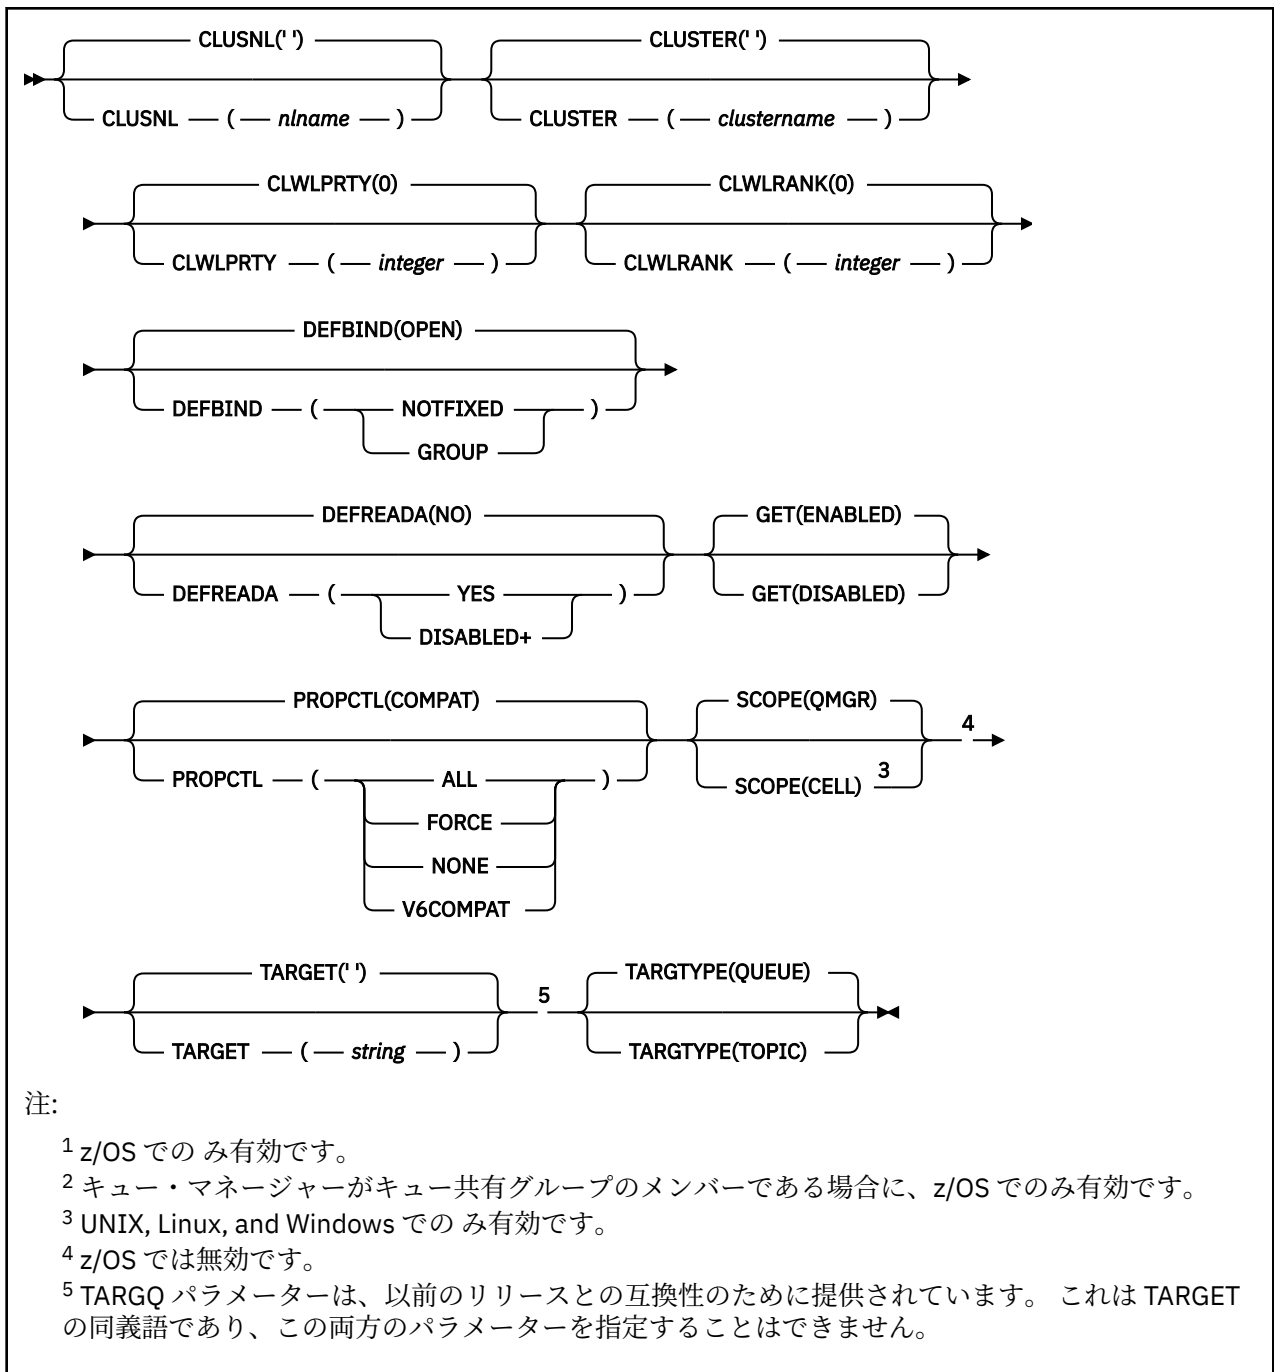 CLUSNL(' ') CLUSTER(' ')
CLUSNL ( nlname ) CLUSTER ( clustername )
CLWLPRTY(0) CLWLRANK(0)
CLWLPRTY ( integer ) CLWLRANK ( integer )
DEFBIND(OPEN)
DEFBIND ( NOTFIXED )
GROUP
DEFREADA(NO) GET(ENABLED)
DEFREADA ( YES ) GET(DISABLED)
DISABLED+
PROPCTL(COMPAT) SCOPE(QMGR) 4
PROPCTL ( ALL ) SCOPE(CELL) 3
FORCE
NONE
V6COMPAT
TARGET(' ') 5 TARGTYPE(QUEUE)
TARGET ( string ) TARGTYPE(TOPIC)
注:
1 z/OS での み有効です。
2 キュー・マネージャーがキュー共有グループのメンバーである場合に、z/OS でのみ有効です。
3 UNIX, Linux, and Windows での み有効です。
4 z/OS では無効です。
5 TARGQ パラメーターは、以前のリリースとの互換性のために提供されています。 これは TARGET
の同義語であり、この両方のパラメーターを指定することはできません。